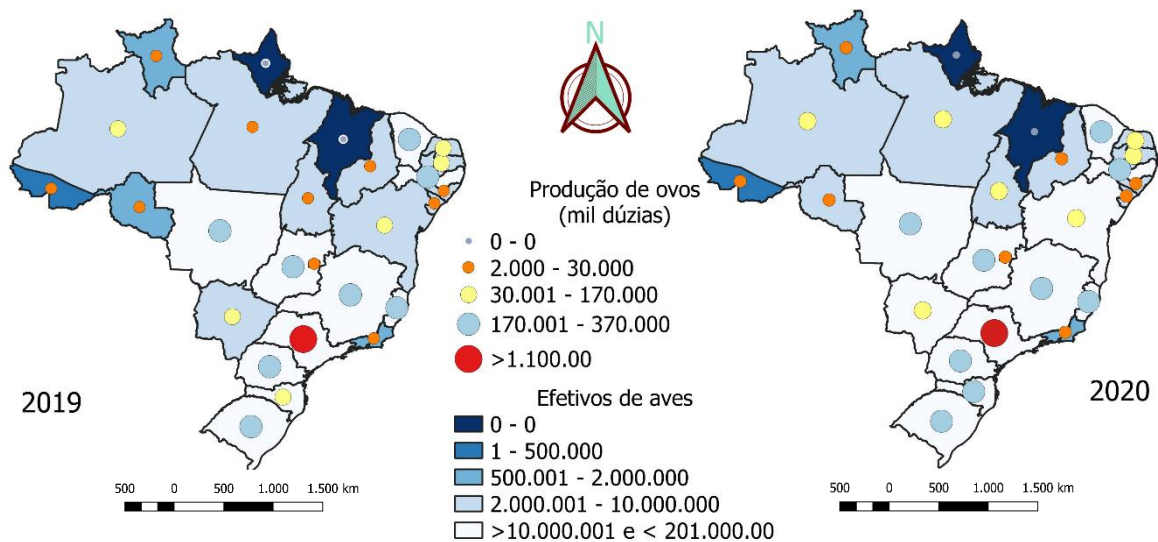 N
Produção de ovos
(mil dúzias)
0 - 0
2.000 - 30.000
30.001 - 170.000
170.001 - 370.000
>1.100.00
Efetivos de aves
0 - 0
1 - 500.000
500.001 - 2.000.000
2.000.001 - 10.000.000
>10.000.001 e < 201.000.00
2019
500 0 500 1.000 1.500 km
2020
500 0 500 1.000 1.500 km